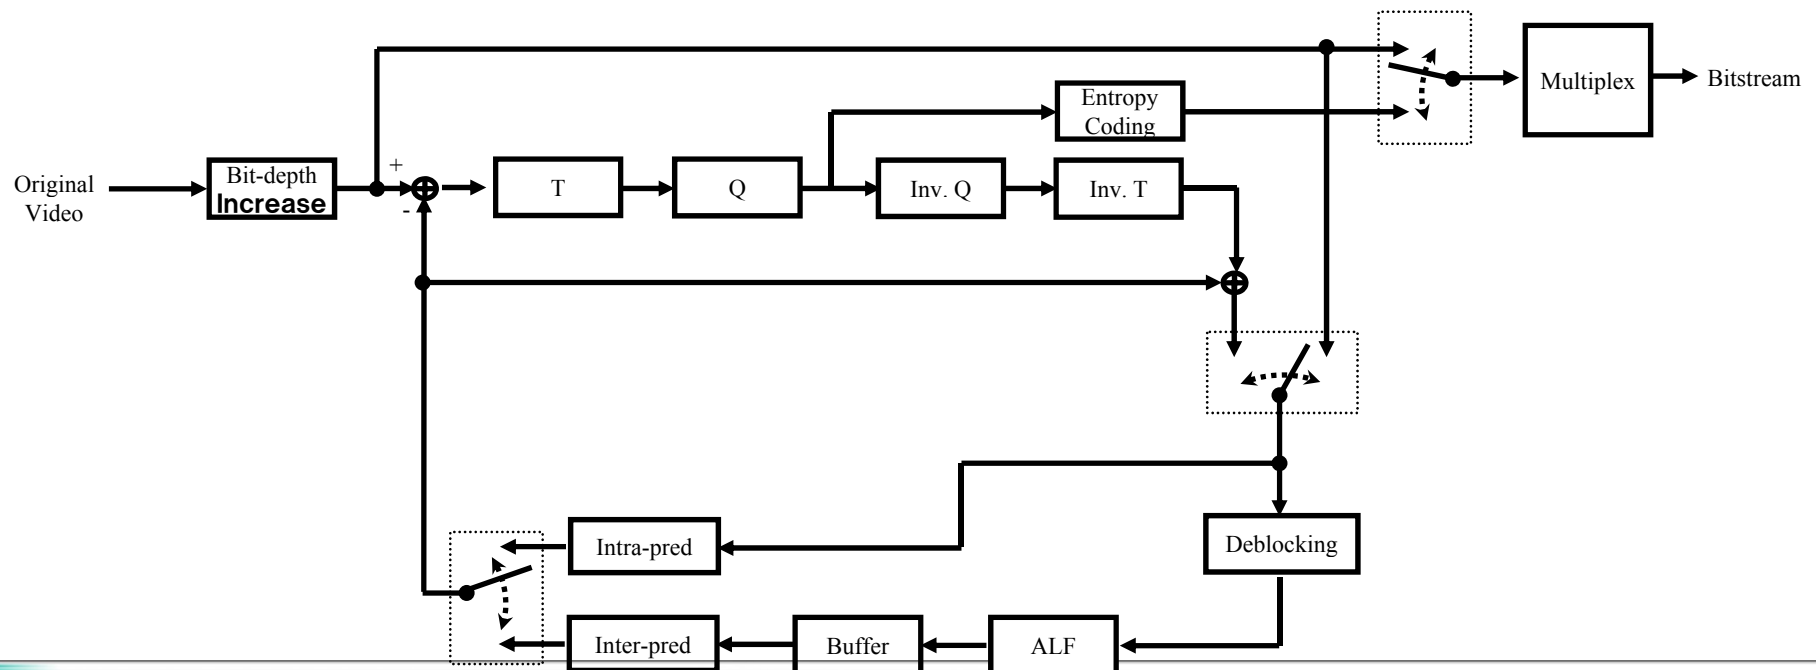 Multiplex
Bitstream
Entropy
Coding
Original
Video
Bit-depth
Increase
+
-
T
Q
Inv. Q
Inv. T
Intra-pred
Deblocking
Inter-pred
Buffer
ALF